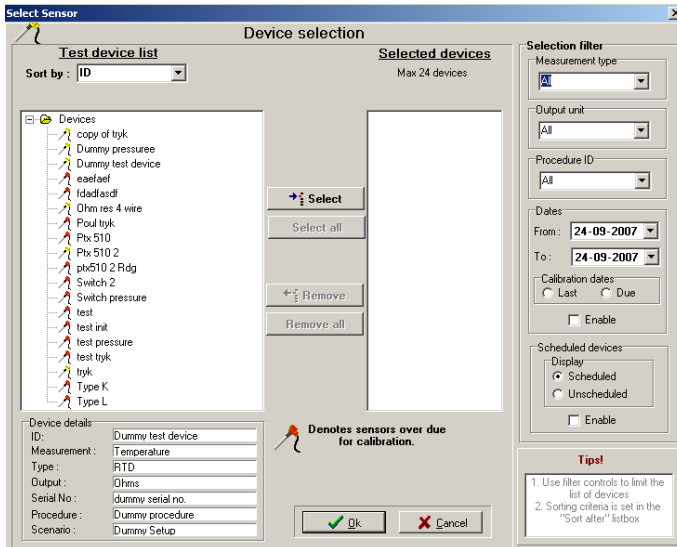 Select Sensor
Device selection
Test device list
Sort by : ID
Devices
copy of tryk
Dummy pressuree
Dummy test device
eaefaef
fdadfasdf
Ohm res 4 wire
Poul tryk
Ptx 510
Ptx 510 2
ptx510 2 Rdg
Switch 2
Switch pressure
test
test init
test pressure
test tryk
tryk
Type K
Type L
Select
Select all
Remove
Remove all
Selected devices
Max 24 devices
Device details
ID: Dummy test device
Measurement : Temperature
Type : RTD
Output : Ohms
Serial No : dummy serial no.
Procedure : Dummy procedure
Scenario : Dummy Setup
Denotes sensors over due
for calibration.
Ok
Cancel
Selection filter
Measurement type
All
Output unit
All
Procedure ID
All
Dates
From : 24-09-2007
To : 24-09-2007
Calibration dates
Last Due
Enable
Scheduled devices
Display
Scheduled
Unscheduled
Enable
Tips!
1. Use filter controls to limit the
list of devices
2. Sorting criteria is set in the
"Sort after" listbox